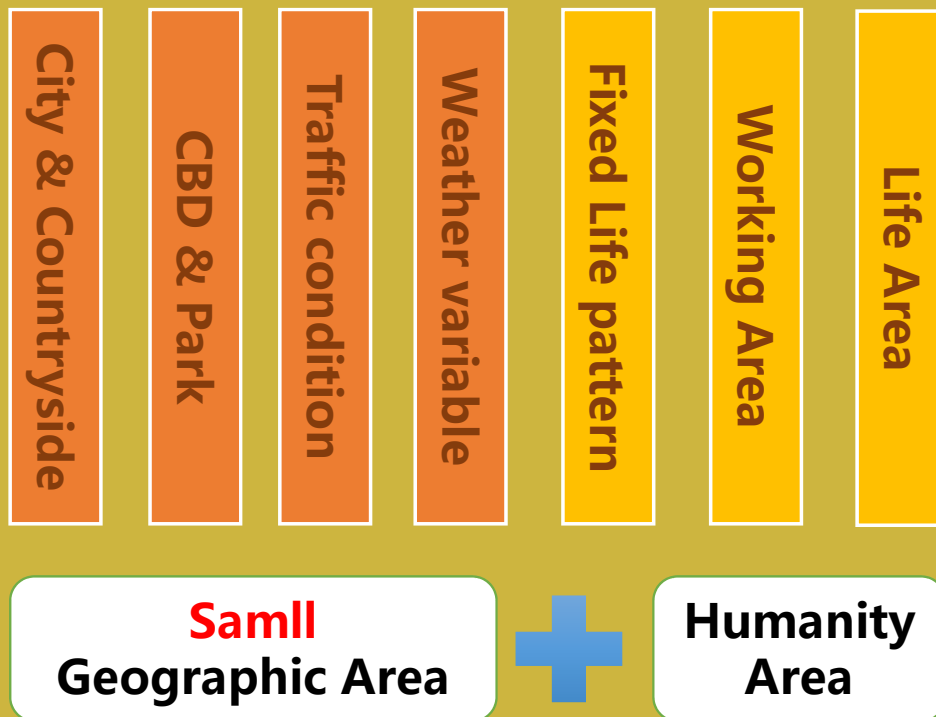 City & Countryside
CBD & Park
Traffic condition
Weather variable
Fixed Life pattern
Working Area
Life Area
Samll
Geographic Area
Humanity
Area